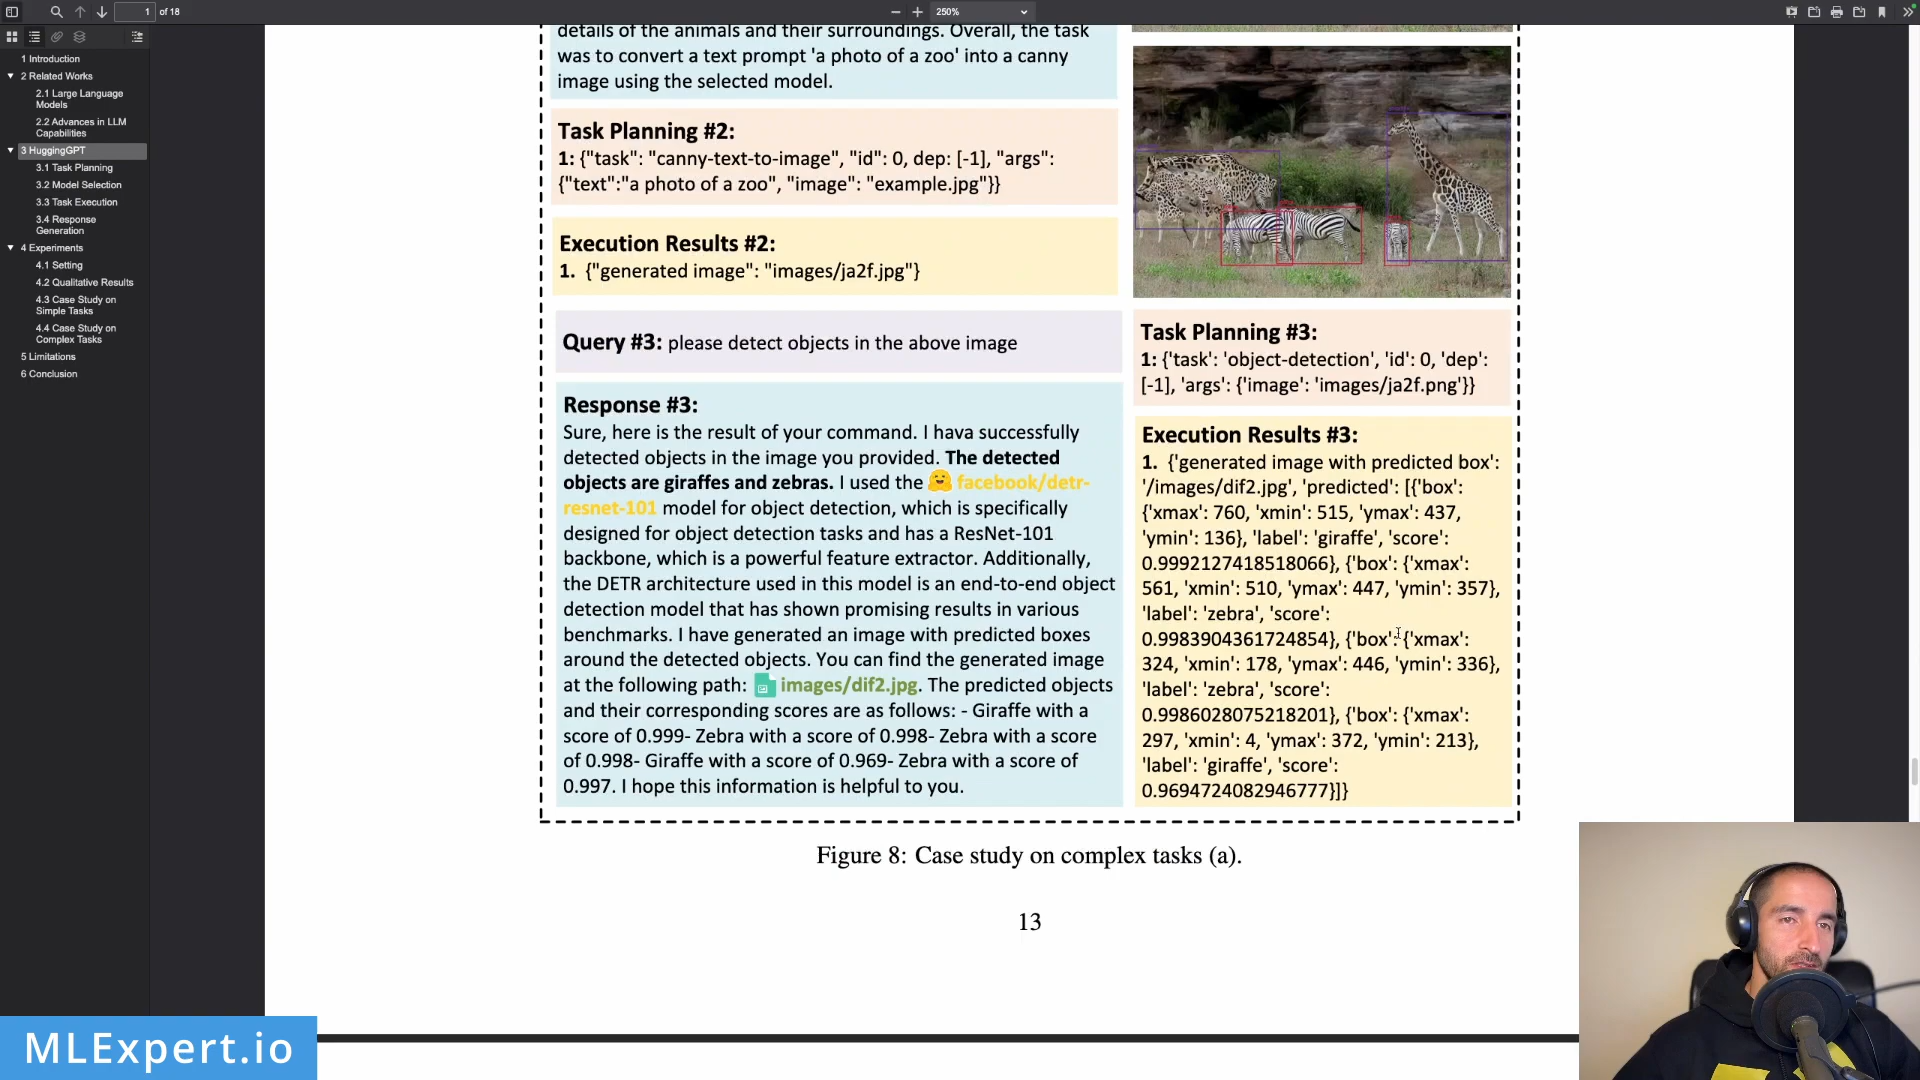 1 of 18
250%
1 Introduction
2 Related Works
2.1 Large Language
Models
2.2 Advances in LLM
Capabilities
3 HuggingGPT
3.1 Task Planning
3.2 Model Selection
3.3 Task Execution
3.4 Response
Generation
4 Experiments
4.1 Setting
4.2 Qualitative Results
4.3 Case Study on
Simple Tasks
4.4 Case Study on
Complex Tasks
5 Limitations
6 Conclusion
details of the animals and their surroundings. Overall, the task
was to convert a text prompt 'a photo of a zoo' into a canny
image using the selected model.
Task Planning #2:
1: {"task": "canny-text-to-image", "id": 0, dep: [-1], "args":
{"text":"a photo of a zoo", "image": "example.jpg"}}
Execution Results #2:
1. {"generated image": "images/ja2f.jpg"}
Query #3: please detect objects in the above image
Response #3:
Sure, here is the result of your command. I hava successfully
detected objects in the image you provided. The detected
objects are giraffes and zebras. I used the facebook/detr-
resnet-101 model for object detection, which is specifically
designed for object detection tasks and has a ResNet-101
backbone, which is a powerful feature extractor. Additionally,
the DETR architecture used in this model is an end-to-end object
detection model that has shown promising results in various
benchmarks. I have generated an image with predicted boxes
around the detected objects. You can find the generated image
at the following path: images/dif2.jpg. The predicted objects
and their corresponding scores are as follows: - Giraffe with a
score of 0.999- Zebra with a score of 0.998- Zebra with a score
of 0.998- Giraffe with a score of 0.969- Zebra with a score of
0.997. I hope this information is helpful to you.
Task Planning #3:
1: {'task': 'object-detection', 'id': 0, 'dep':
[-1], 'args': {'image': 'images/ja2f.png'}}
Execution Results #3:
1. {'generated image with predicted box':
'/images/dif2.jpg', 'predicted': [{'box':
{'xmax': 760, 'xmin': 515, 'ymax': 437,
'ymin': 136}, 'label': 'giraffe', 'score':
0.9992127418518066}, {'box': {'xmax':
561, 'xmin': 510, 'ymax': 447, 'ymin': 357},
'label': 'zebra', 'score':
0.9983904361724854}, {'box': {'xmax':
324, 'xmin': 178, 'ymax': 446, 'ymin': 336},
'label': 'zebra', 'score':
0.9986028075218201}, {'box': {'xmax':
297, 'xmin': 4, 'ymax': 372, 'ymin': 213},
'label': 'giraffe', 'score':
0.9694724082946777}]}
Figure 8: Case study on complex tasks (a).
13
MLExpert.io